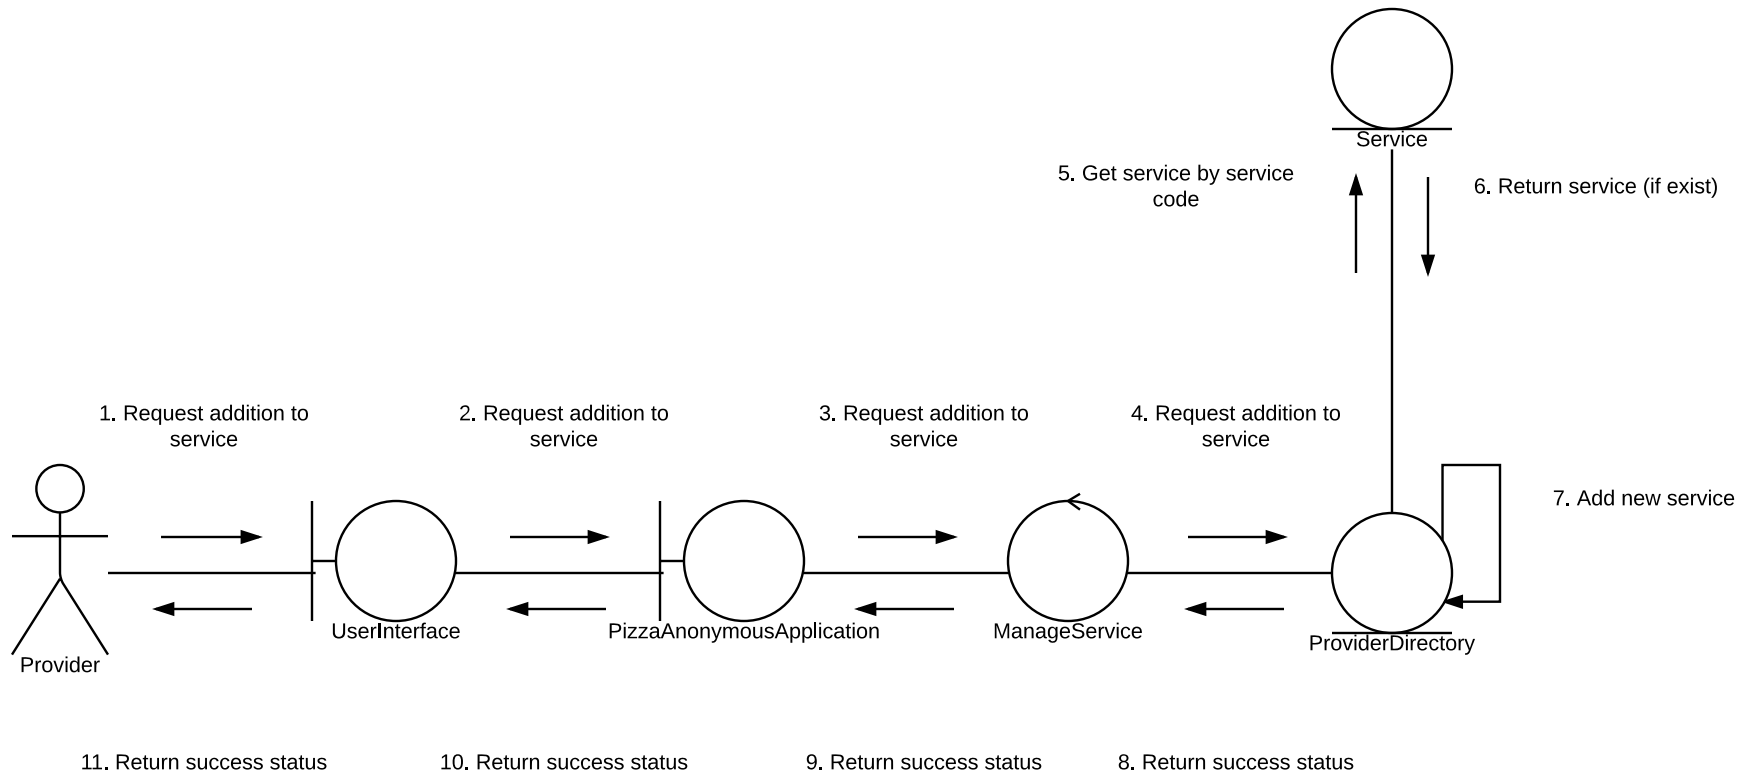 Service
5. Get service by service
code
6. Return service (if exist)
1. Request addition to
service
2. Request addition to
service
3. Request addition to
service
4. Request addition to
service
7. Add new service
UserInterface
PizzaAnonymousApplication
ManageService
ProviderDirectory
Provider
11. Return success status
10. Return success status
9. Return success status
8. Return success status